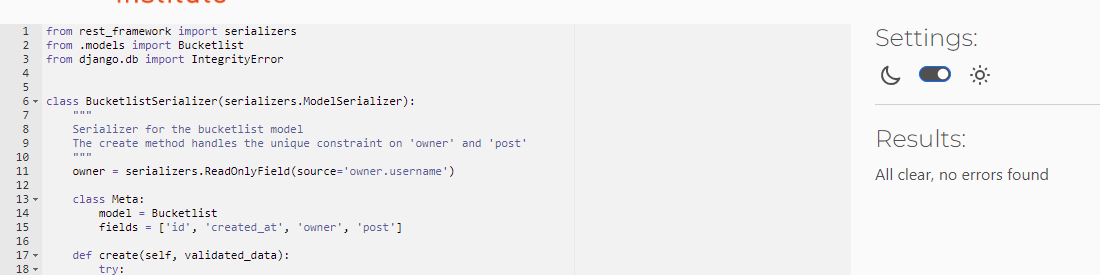 1 from rest_framework import serializers
2 from .models import Bucketlist
3 from django.db import IntegrityError
4
5
6 class BucketlistSerializer(serializers.ModelSerializer):
7 """
8 Serializer for the bucketlist model
9 The create method handles the unique constraint on 'owner' and 'post'
10 """
11 owner = serializers.ReadOnlyField(source='owner.username')
12
13 class Meta:
14 model = Bucketlist
15 fields = ['id', 'created_at', 'owner', 'post']
16
17 def create(self, validated_data):
18 try:
Settings:
Results:
All clear, no errors found